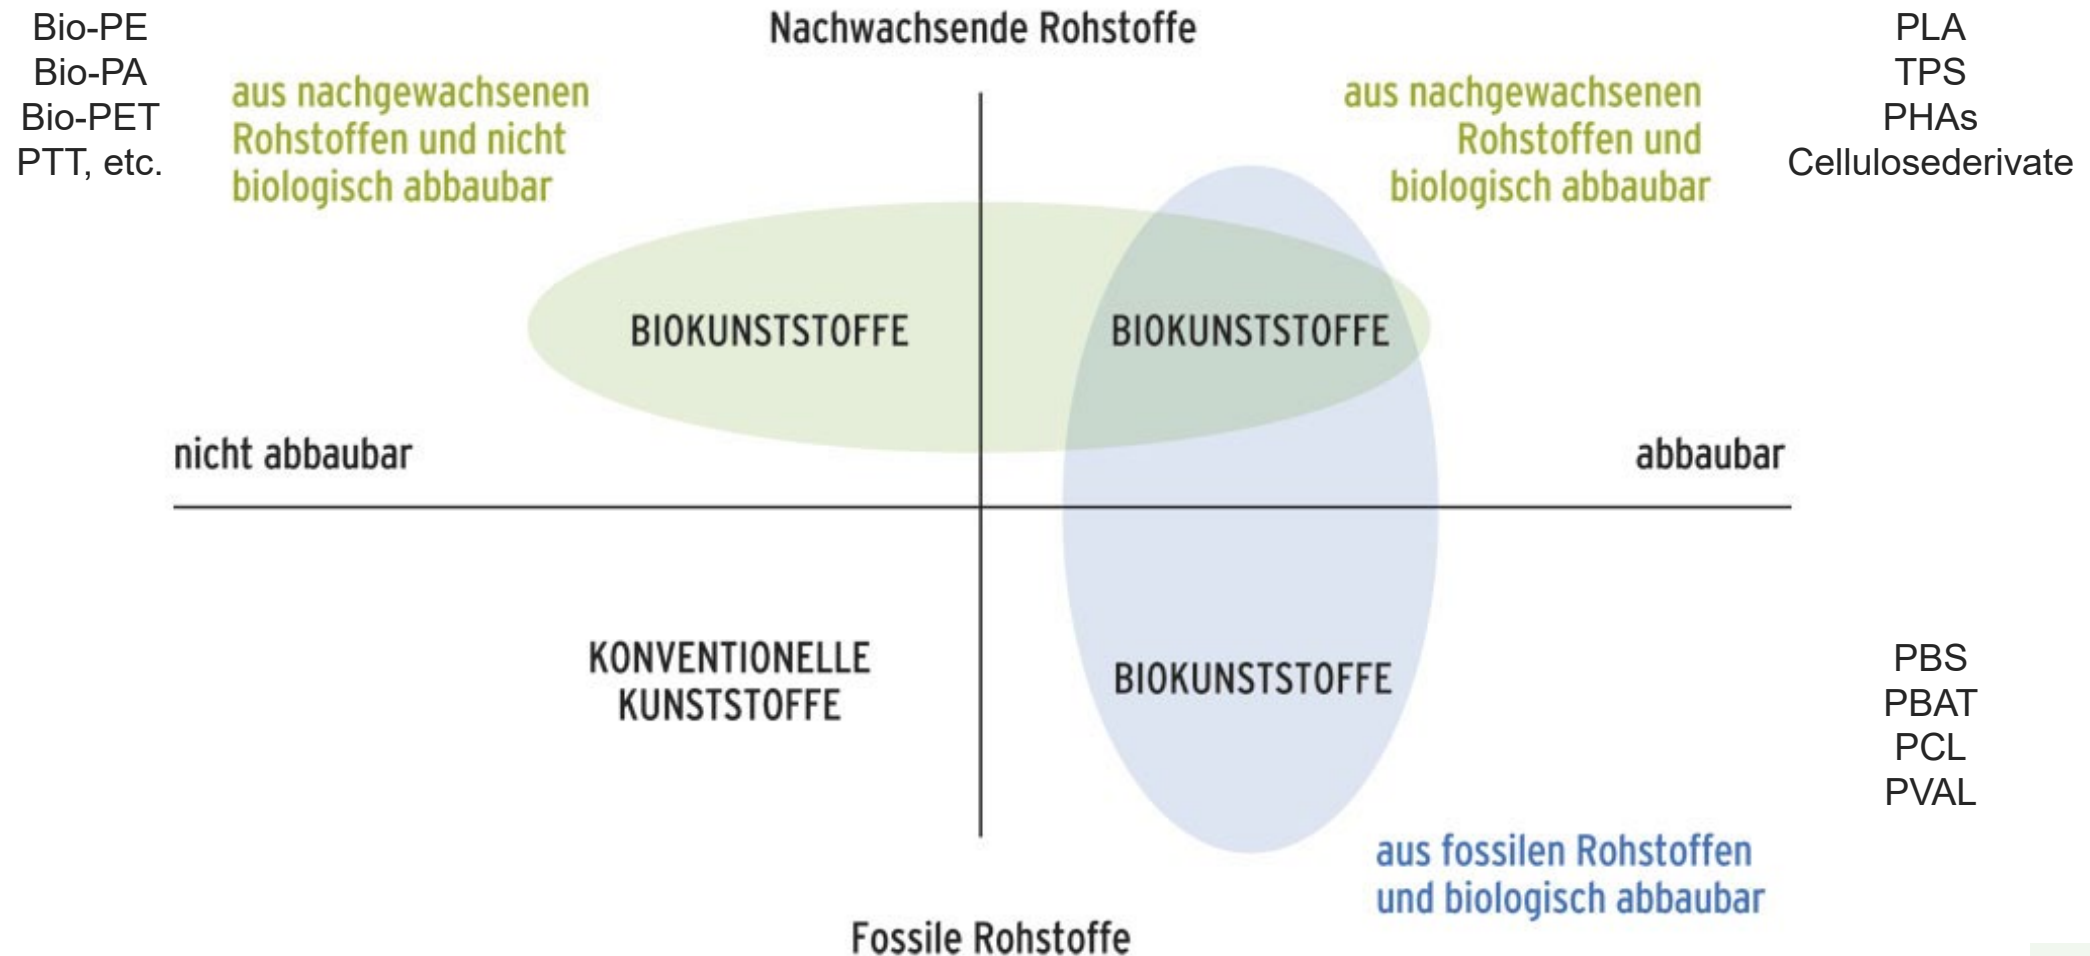 Bio-PE
Bio-PA
Bio-PET
PTT, etc.
Nachwachsende Rohstoffe
PLA
TPS
PHAs
Cellulosederivate
aus nachgewachsenen
Rohstoffen und nicht
biologisch abbaubar
aus nachgewachsenen
Rohstoffen und
biologisch abbaubar
BIOKUNSTSTOFFE
BIOKUNSTSTOFFE
nicht abbaubar
abbaubar
KONVENTIONELLE
KUNSTSTOFFE
BIOKUNSTSTOFFE
PBS
PBAT
PCL
PVAL
aus fossilen Rohstoffen
und biologisch abbaubar
Fossile Rohstoffe